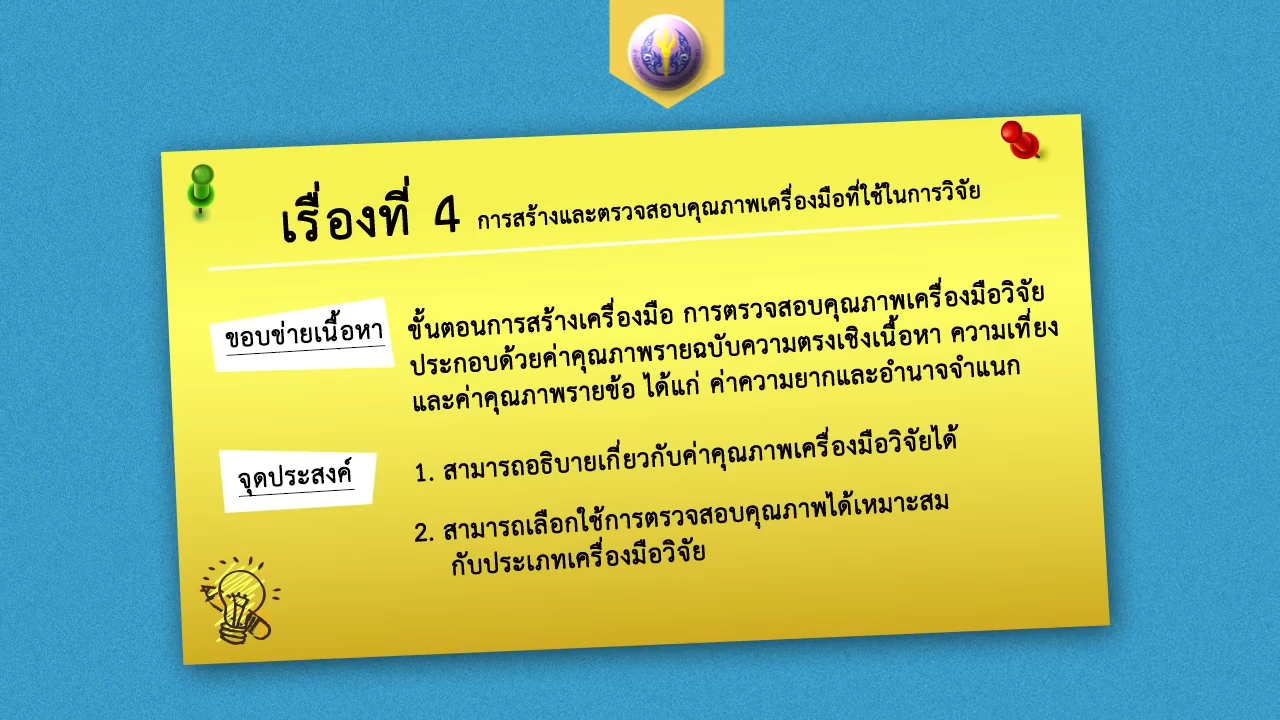 เรื่องที่ 4 การสร้างและตรวจสอบคุณภาพเครื่องมือที่ใช้ในการวิจัย
ขอบข่ายเนื้อหา
ขั้นตอนการสร้างเครื่องมือ การตรวจสอบคุณภาพเครื่องมือวิจัย
ประกอบด้วยค่าคุณภาพรายฉบับความตรงเชิงเนื้อหา ความเที่ยง
และค่าคุณภาพรายข้อ ได้แก่ ค่าความยากและอำนาจจำแนก
จุดประสงค์
1. สามารถอธิบายเกี่ยวกับค่าคุณภาพเครื่องมือวิจัยได้
2. สามารถเลือกใช้การตรวจสอบคุณภาพได้เหมาะสม
กับประเภทเครื่องมือวิจัย